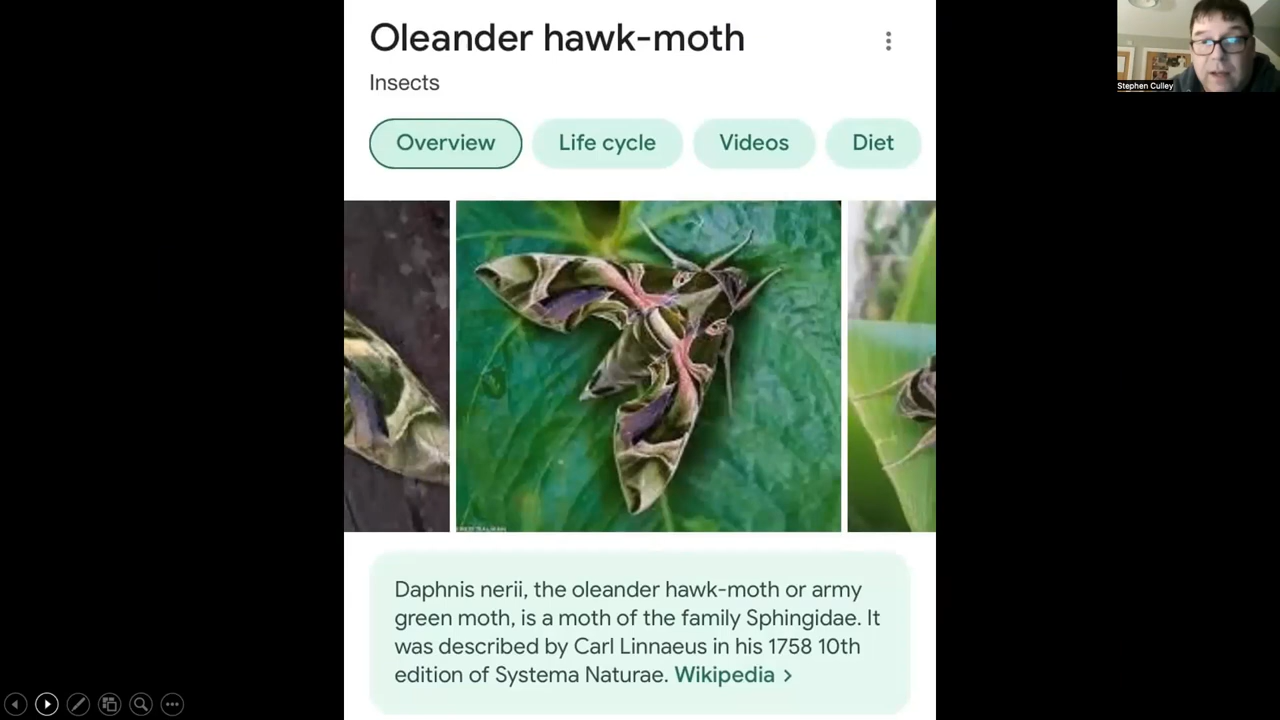 Oleander hawk-moth
Insects
Overview
Life cycle
Videos
Diet
Daphnis nerii, the oleander hawk-moth or army
green moth, is a moth of the family Sphingidae. It
was described by Carl Linnaeus in his 1758 10th
edition of Systema Naturae. Wikipedia >
Stephen Culley